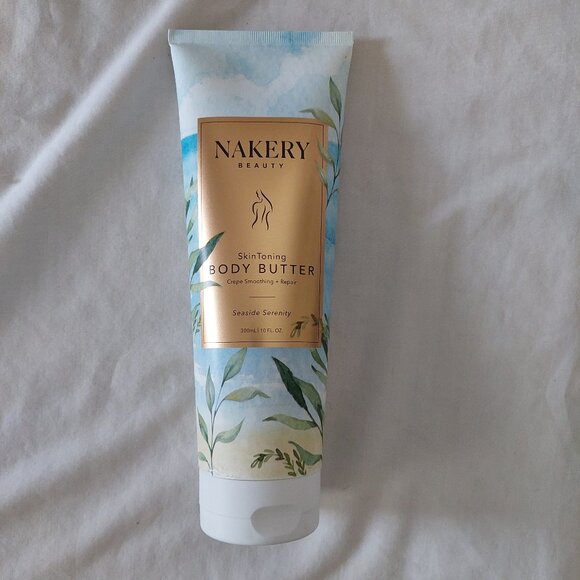 NAKERY
BEAUTY
SkinToning
BODY BUTTER
Crepe Smoothing + Repair
Seaside Serenity
300mL | 10 FL. OZ.